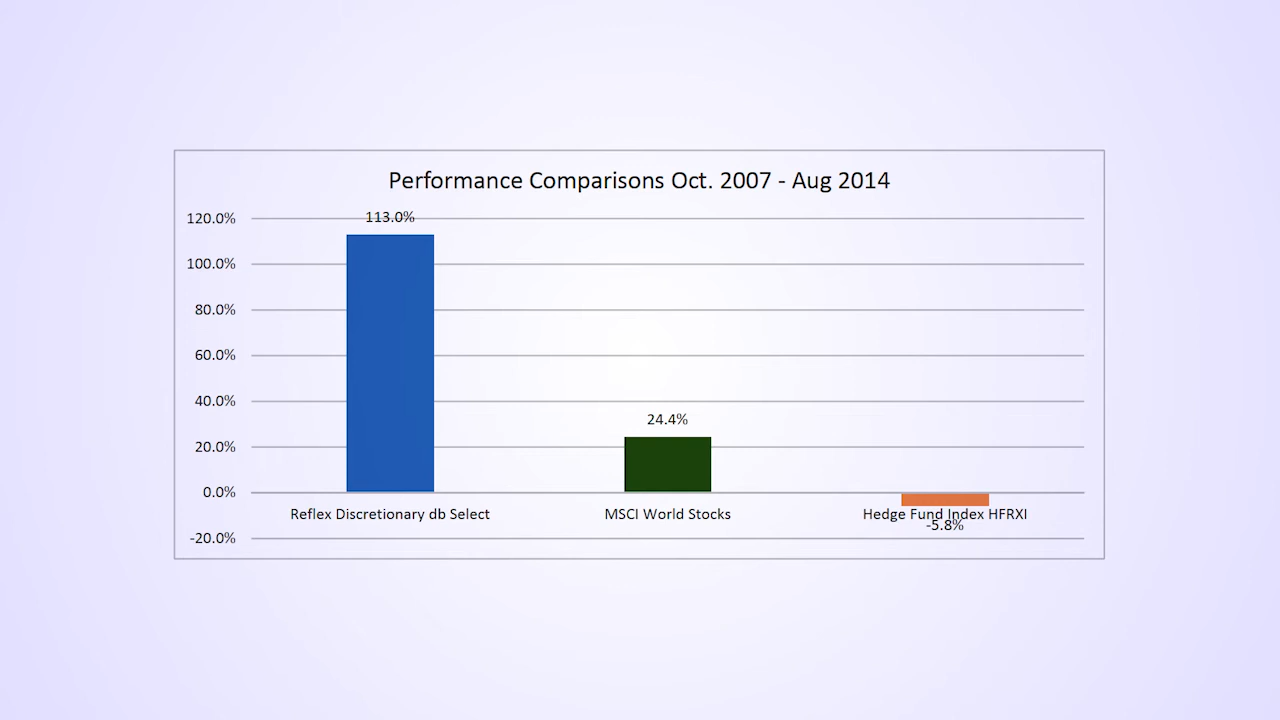 Performance Comparisons Oct. 2007 - Aug 2014
120.0%
113.0%
100.0%
80.0%
60.0%
40.0%
24.4%
20.0%
0.0%
Reflex Discretionary db Select
MSCI World Stocks
Hedge Fund Index HFRXI
-5.8%
-20.0%